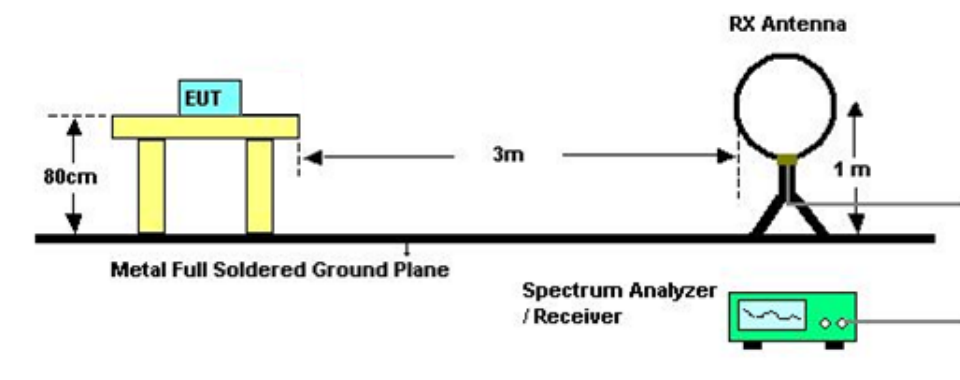 RX Antenna
EUT
3m
80cm
1 m
Metal Full Soldered Ground Plane
Spectrum Analyzer
/ Receiver